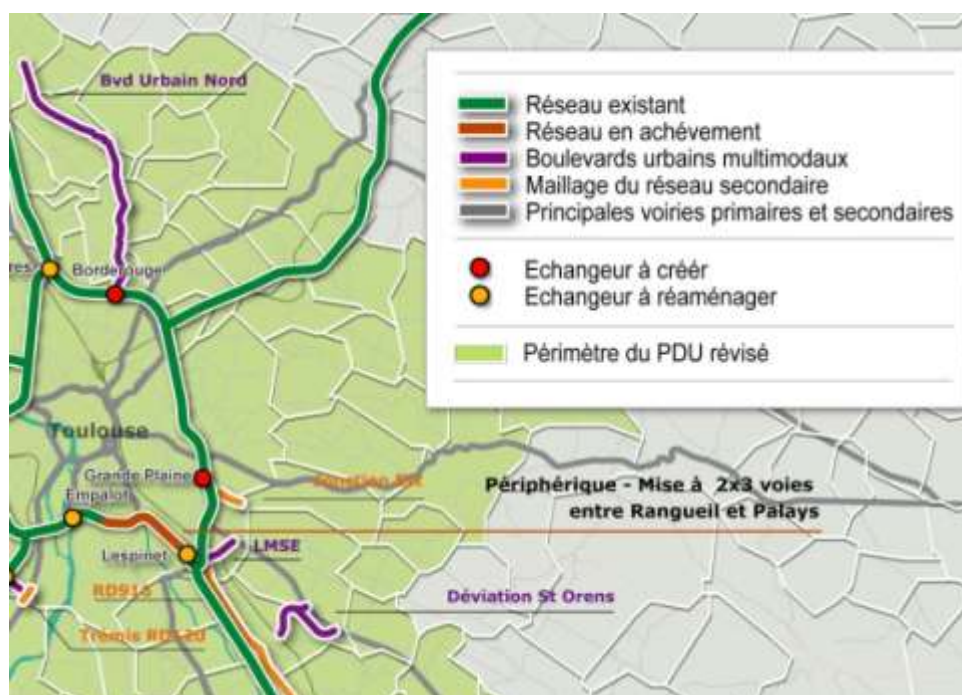 Bvd Urbain Nord
Réseau existant
Réseau en achévement
Boulevards urbains multimodaux
Maillage du réseau secondaire
Principales voiries primaires et secondaires
Echangeur à créér
Echangeur à réaménager
Périmètre du PDU révisé
res
Borderouge
Toulouse
Grande Plaine
Empalot
Périphérique - Mise à 2x3 voies
entre Rangueil et Palays
Lespinet
LMSE
Déviation St Orens